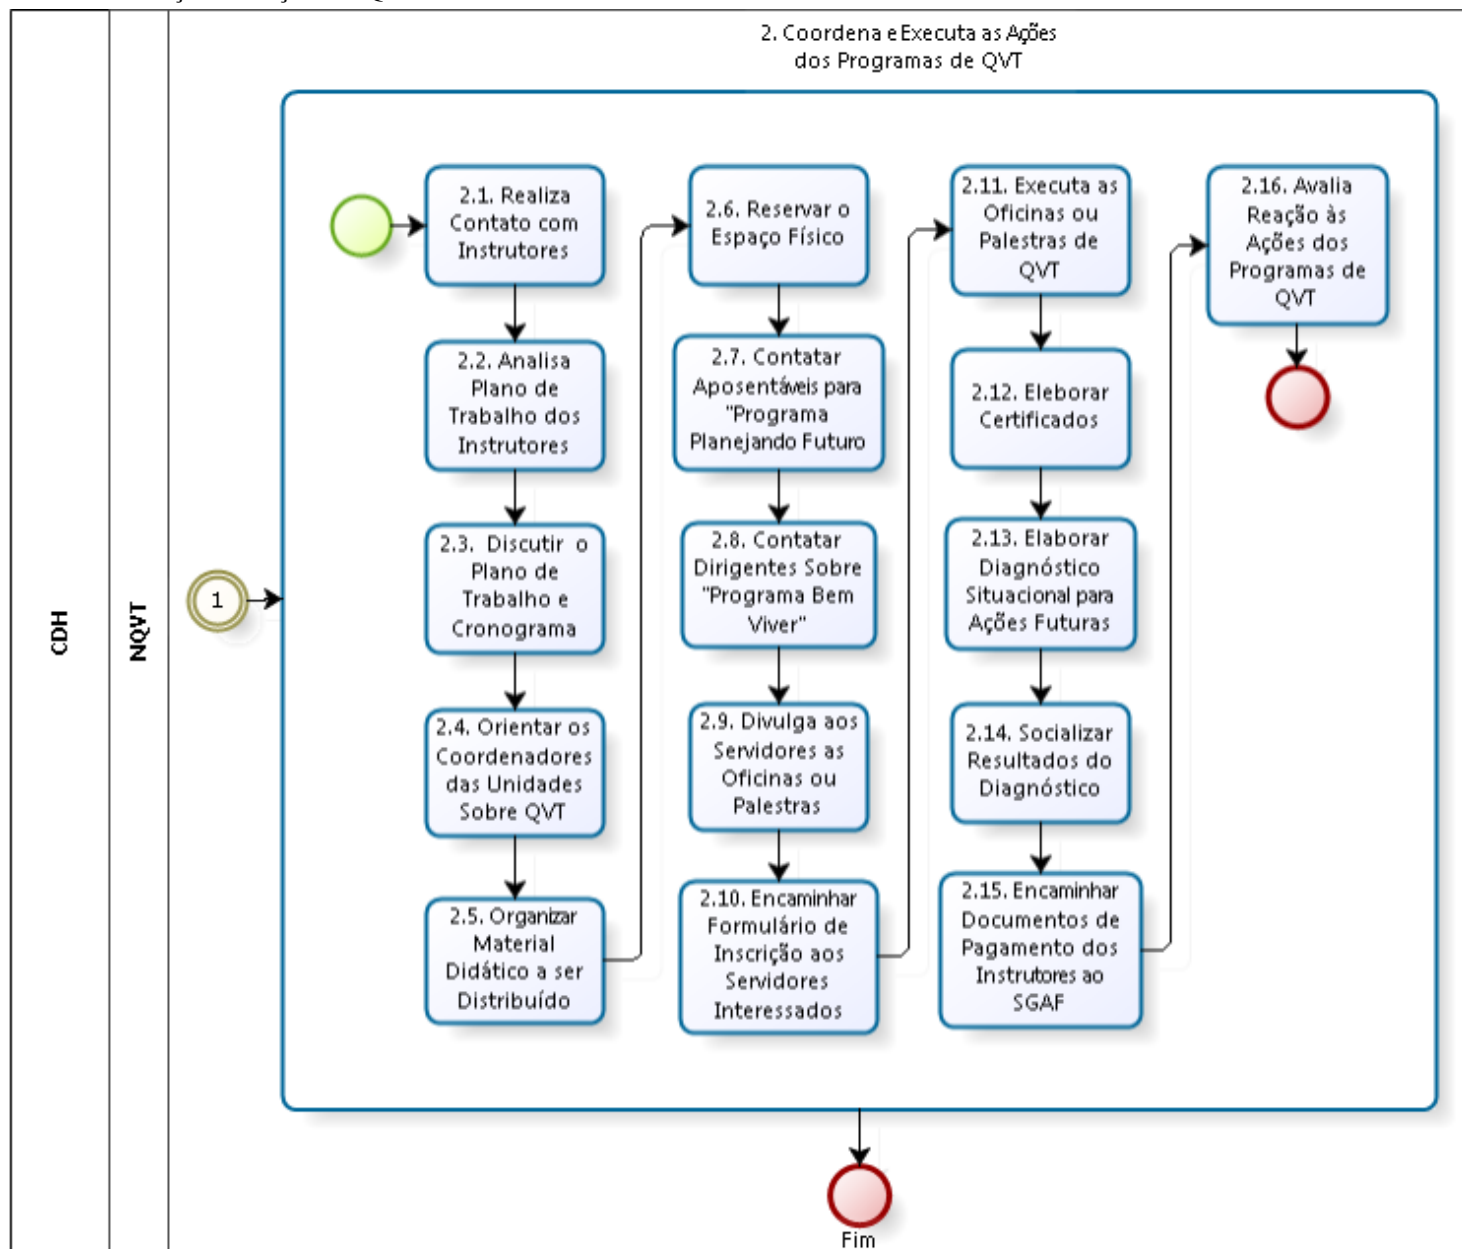 2. Coordena e Executa as Ações
dos Programas de QVT
CDH
NQVT
1
2.1. Realiza
Contato com
Instrutores
2.2. Analisa
Plano de
Trabalho dos
Instrutores
2.3. Discutir o
Plano de
Trabalho e
Cronograma
2.4. Orientar os
Coordenadores
das Unidades
Sobre QVT
2.5. Organizar
Material
Didático a ser
Distribuído
2.6. Reservar o
Espaço Físico
2.7. Contatar
Aposentáveis para
"Programa
Planejando Futuro
2.8. Contatar
Dirigentes Sobre
"Programa Bem
Viver"
2.9. Divulga aos
Servidores as
Oficinas ou
Palestras
2.10. Encaminhar
Formulário de
Inscrição aos
Servidores
Interessados
2.11. Executa as
Oficinas ou
Palestras de
QVT
2.12. Eleborar
Certificados
2.13. Elaborar
Diagnóstico
Situacional para
Ações Futuras
2.14. Socializar
Resultados do
Diagnóstico
2.15. Encaminhar
Documentos de
Pagamento dos
Instrutores ao
SGAF
2.16. Avalia
Reação às
Ações dos
Programas de
QVT
Fim